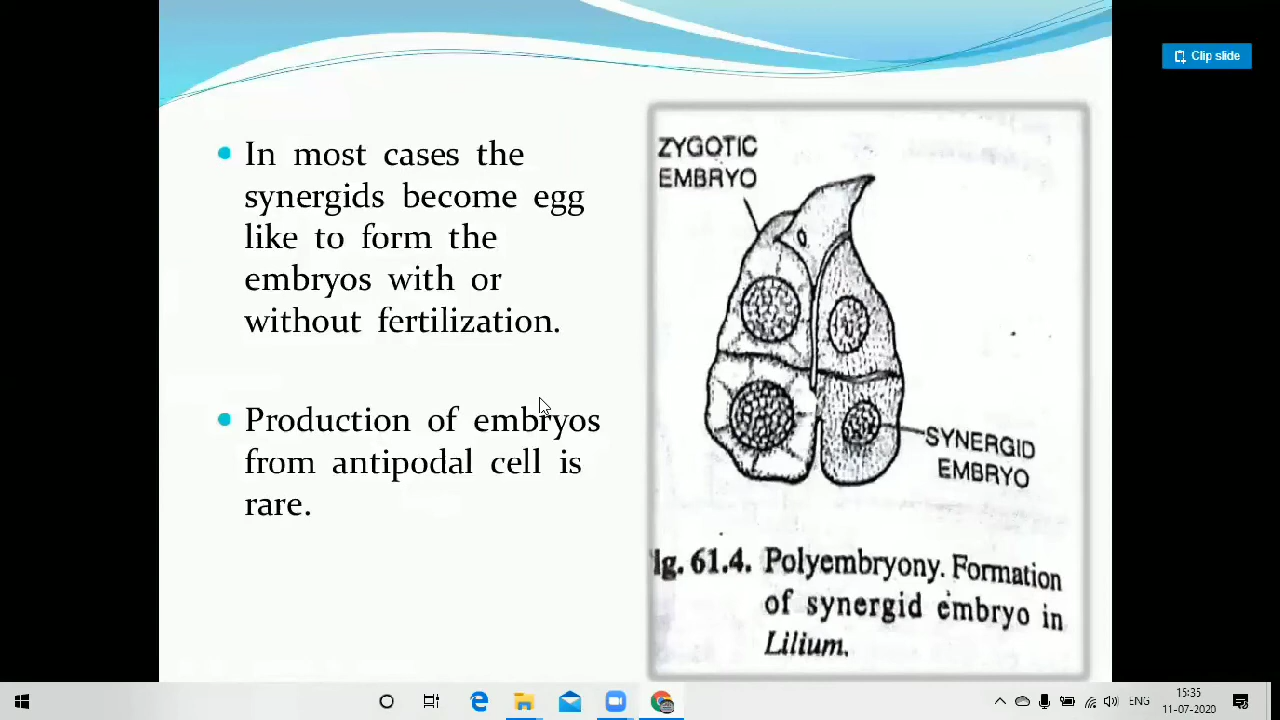 Clip slide
In most cases the
synergids become egg
like to form the
embryos with or
without fertilization.
Production of embryos
from antipodal cell is
rare.
ZYGOTIC
EMBRYO
SYNERGID
EMBRYO
ig. 61.4. Polyembryony. Formation
of synergid embryo in
Lilium.
ENG
15:35
11-07-2020